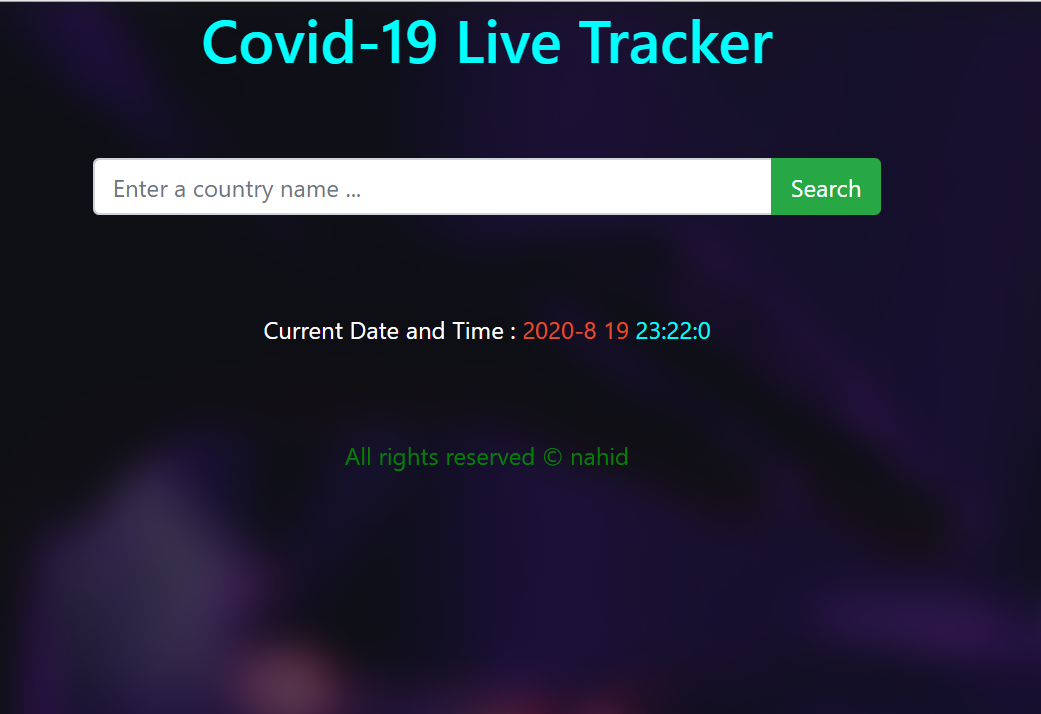 Covid-19 Live Tracker
Enter a country name ... Search
Current Date and Time : 2020-8 19 23:22:0
All rights reserved © nahid